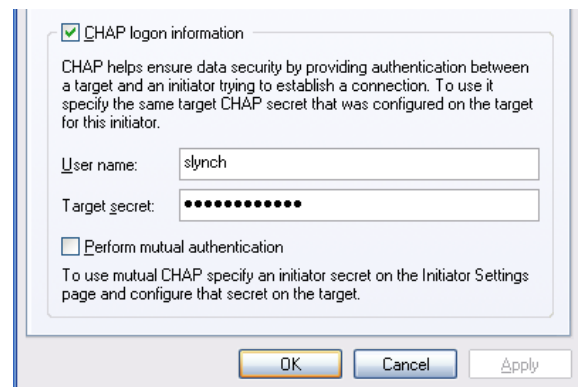 CHAP logon information
CHAP helps ensure data security by providing authentication between
a target and an initiator trying to establish a connection. To use it
specify the same target CHAP secret that was configured on the target
for this initiator.
User name: slynch
Target secret: ●●●●●●●●●●●●
Perform mutual authentication
To use mutual CHAP specify an initiator secret on the Initiator Settings
page and configure that secret on the target.
OK Cancel Apply